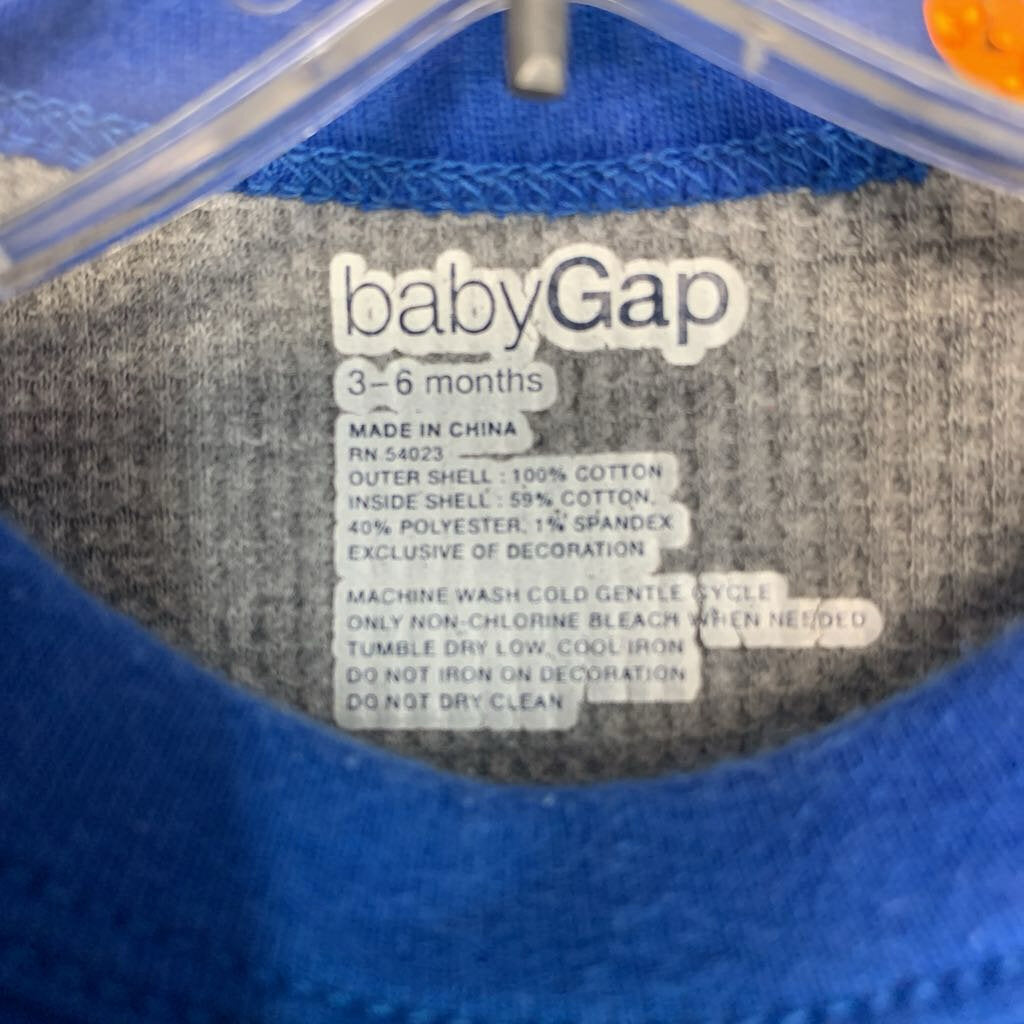 babyGap
3-6 months
MADE IN CHINA
RN 54023
OUTER SHELL : 100% COTTON
INSIDE SHELL : 59% COTTON,
40% POLYESTER, 1% SPANDEX
EXCLUSIVE OF DECORATION
MACHINE WASH COLD GENTLE CYCLE
ONLY NON-CHLORINE BLEACH WHEN NEEDED
TUMBLE DRY LOW, COOL IRON
DO NOT IRON ON DECORATION
DO NOT DRY CLEAN